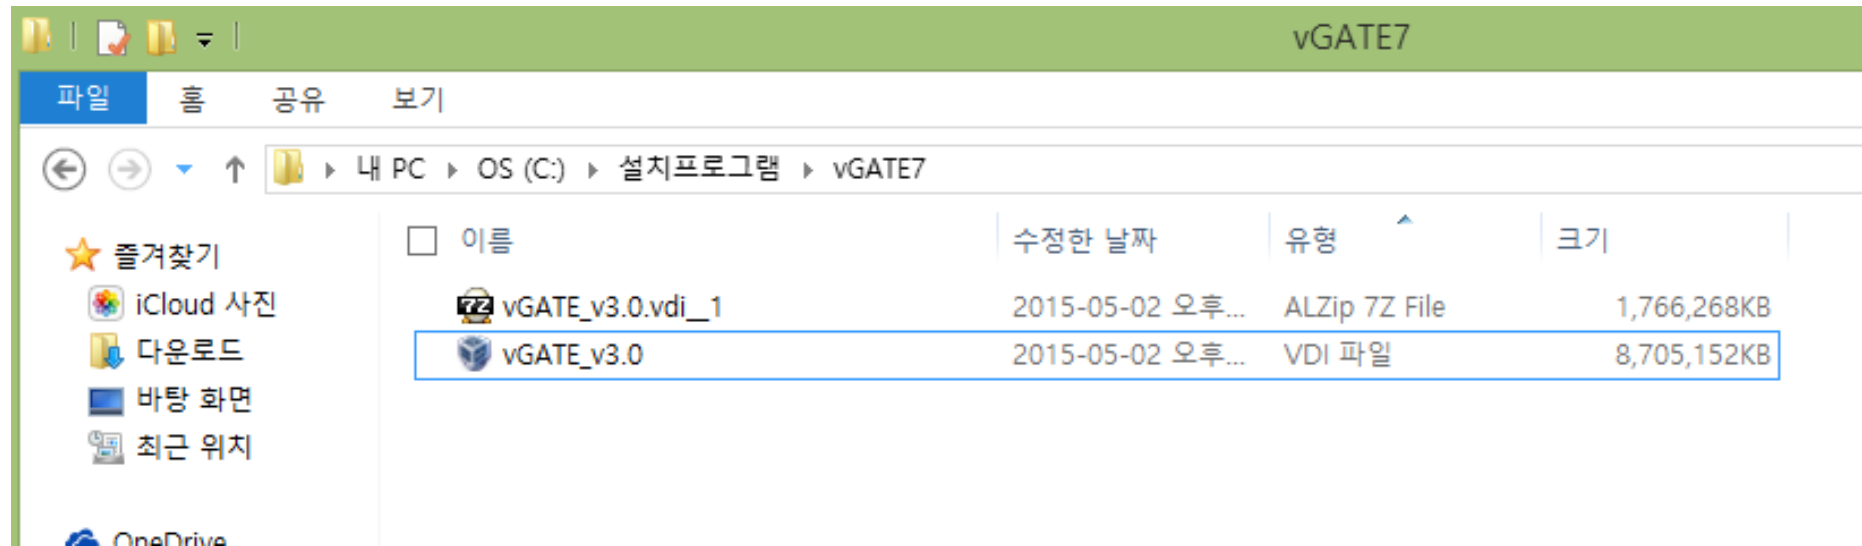 vGATE7
파일 홈 공유 보기
내 PC OS (C:) 설치프로그램 vGATE7
즐겨찾기
iCloud 사진
다운로드
바탕 화면
최근 위치
OneDrive
이름 수정한 날짜 유형 크기
7Z vGATE_v3.0.vdi__1 2015-05-02 오후... ALZip 7Z File 1,766,268KB
vGATE_v3.0 2015-05-02 오후... VDI 파일 8,705,152KB